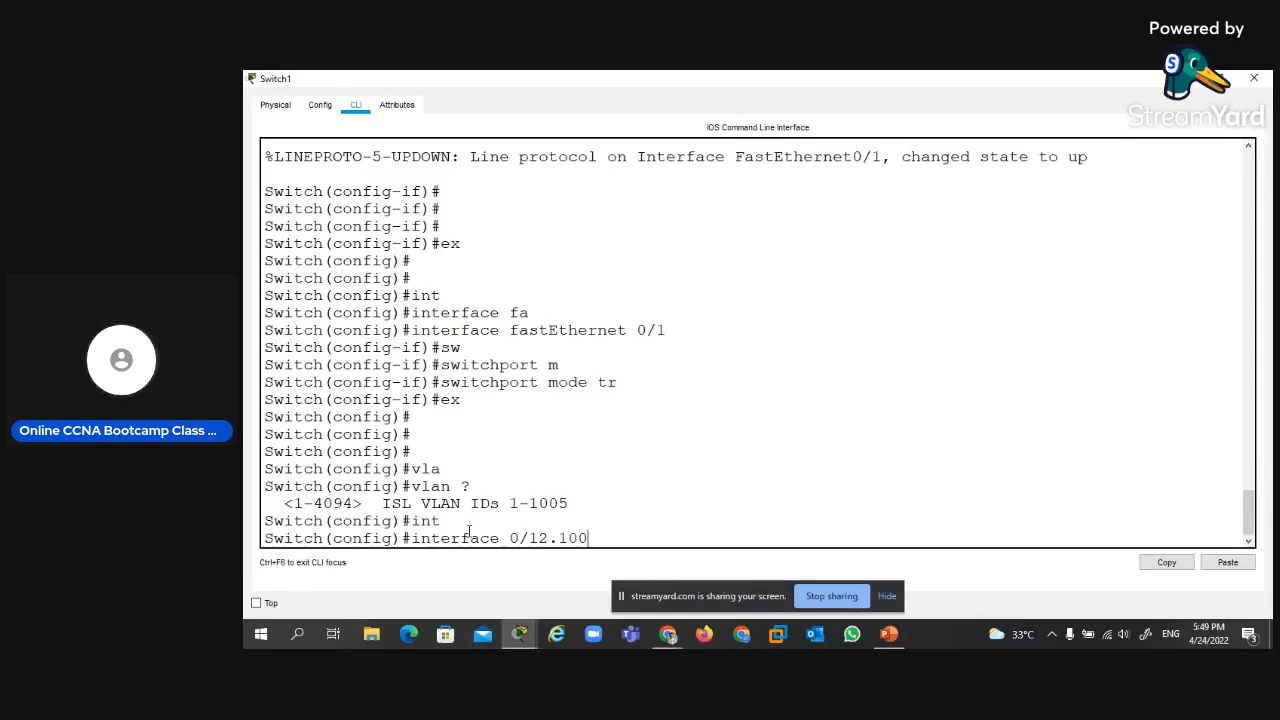 Powered by
S
StreamYard
Switch1
Physical Config CLI Attributes
IOS Command Line Interface
%LINEPROTO-5-UPDOWN: Line protocol on Interface FastEthernet0/1, changed state to up
Switch(config-if)#
Switch(config-if)#
Switch(config-if)#
Switch(config-if)#ex
Switch(config)#
Switch(config)#
Switch(config)#int
Switch(config)#interface fa
Switch(config)#interface fastEthernet 0/1
Switch(config-if)#sw
Switch(config-if)#switchport m
Switch(config-if)#switchport mode tr
Switch(config-if)#ex
Switch(config)#
Switch(config)#
Switch(config)#
Switch(config)#vla
Switch(config)#vlan ?
<1-4094> ISL VLAN IDs 1-1005
Switch(config)#int
Switch(config)#interface 0/12.100
Online CCNA Bootcamp Class ...
Ctrl+F6 to exit CLI focus
Copy Paste
streamyard.com is sharing your screen. Stop sharing Hide
Top
33°C ENG 5:49 PM
4/24/2022 3